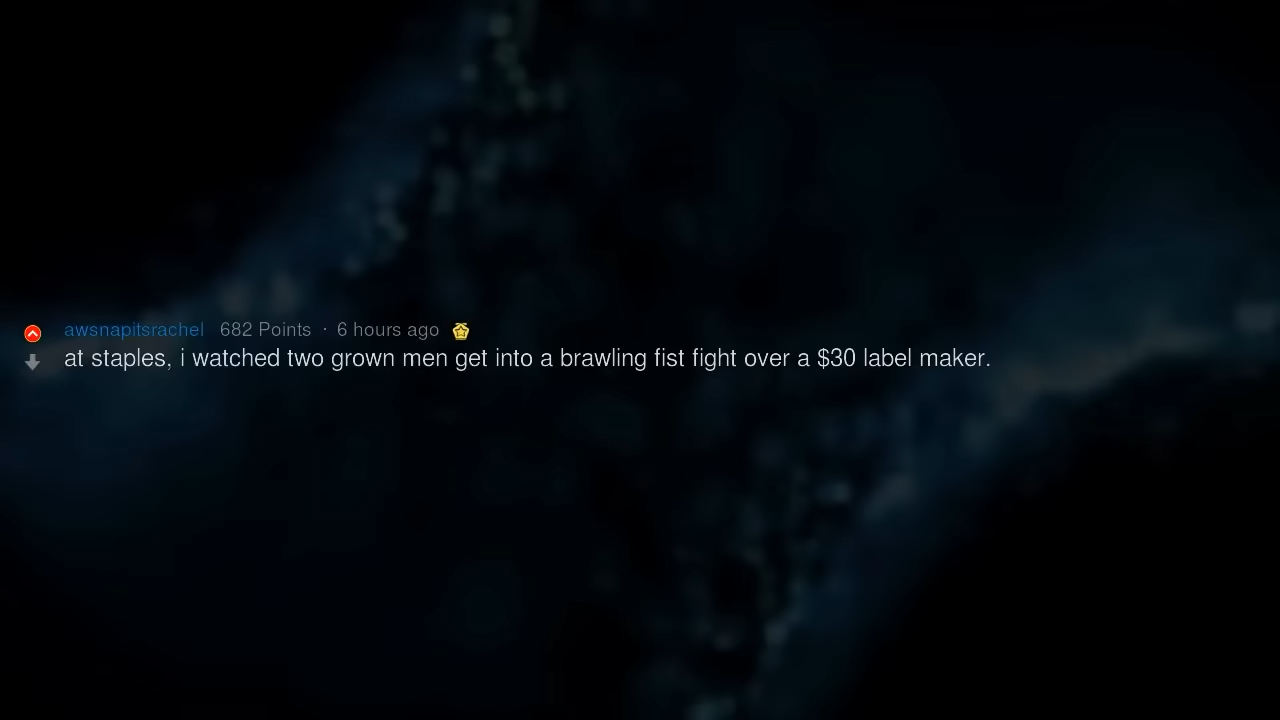 awsnapitsrachel 682 Points · 6 hours ago
at staples, i watched two grown men get into a brawling fist fight over a $30 label maker.